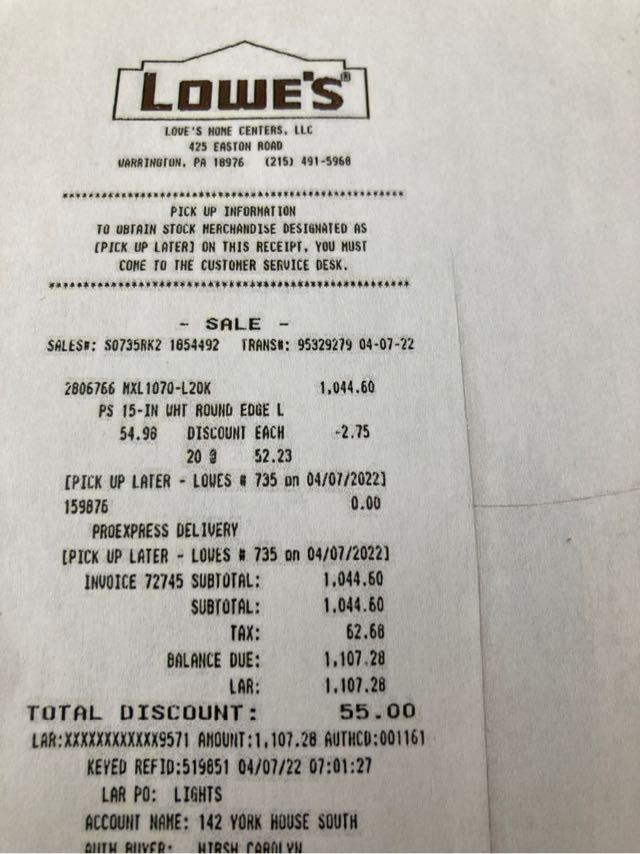 LOWE'S®
LOWE'S HOME CENTERS, LLC
425 EASTON ROAD
WARRINGTON, PA 18976 (215) 491-5968
****************************************************
PICK UP INFORMATION
TO OBTAIN STOCK MERCHANDISE DESIGNATED AS
[PICK UP LATER] ON THIS RECEIPT, YOU MUST
COME TO THE CUSTOMER SERVICE DESK.
****************************************************
- SALE -
SALES#: S0735RK2 1854492 TRANS#: 95329279 04-07-22
2806766 MXL1070-L20K 1,044.60
PS 15-IN WHT ROUND EDGE L
54.98 DISCOUNT EACH -2.75
20 @ 52.23
[PICK UP LATER - LOWES # 735 on 04/07/2022]
159876 0.00
PROEXPRESS DELIVERY
[PICK UP LATER - LOWES # 735 on 04/07/2022]
INVOICE 72745 SUBTOTAL: 1,044.60
SUBTOTAL: 1,044.60
TAX: 62.68
BALANCE DUE: 1,107.28
LAR: 1,107.28
TOTAL DISCOUNT: 55.00
LAR:XXXXXXXXXXXX9571 AMOUNT:1,107.28 AUTHCD:001161
KEYED REFID:519851 04/07/22 07:01:27
LAR PO: LIGHTS
ACCOUNT NAME: 142 YORK HOUSE SOUTH
AUTH BUYER: HIRSH CAROLYN